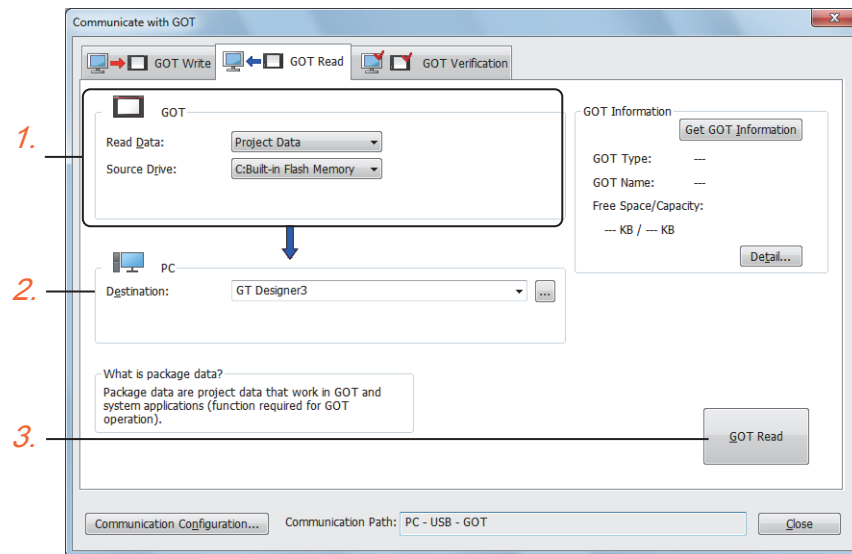 Communicate with GOT
GOT Write
GOT Read
GOT Verification
1.
GOT
Read Data:
Project Data
Source Drive:
C:Built-in Flash Memory
GOT Information
Get GOT Information
GOT Type:
---
GOT Name:
---
Free Space/Capacity:
--- KB / --- KB
Detail...
2.
PC
Destination:
GT Designer3
...
What is package data?
Package data are project data that work in GOT and
system applications (function required for GOT
operation).
3.
GOT Read
Communication Configuration...
Communication Path:
PC - USB - GOT
Close